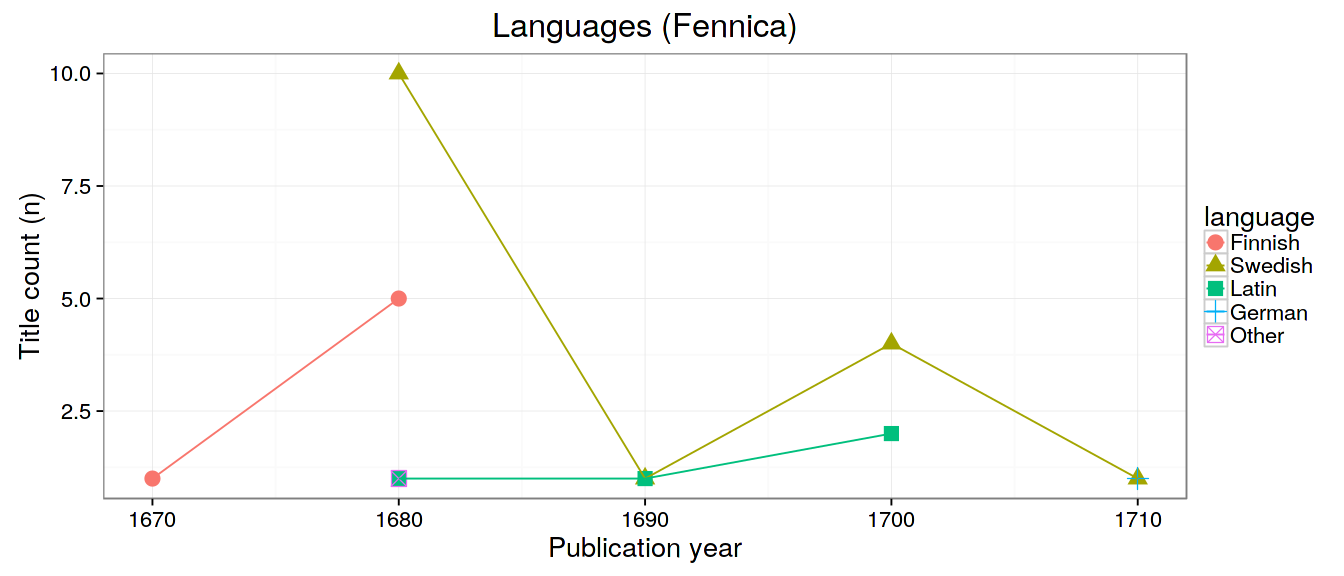 Languages (Fennica)
Title count (n)
10.0
7.5
5.0
2.5
1670 1680 1690 1700 1710
Publication year
language
Finnish
Swedish
Latin
German
Other